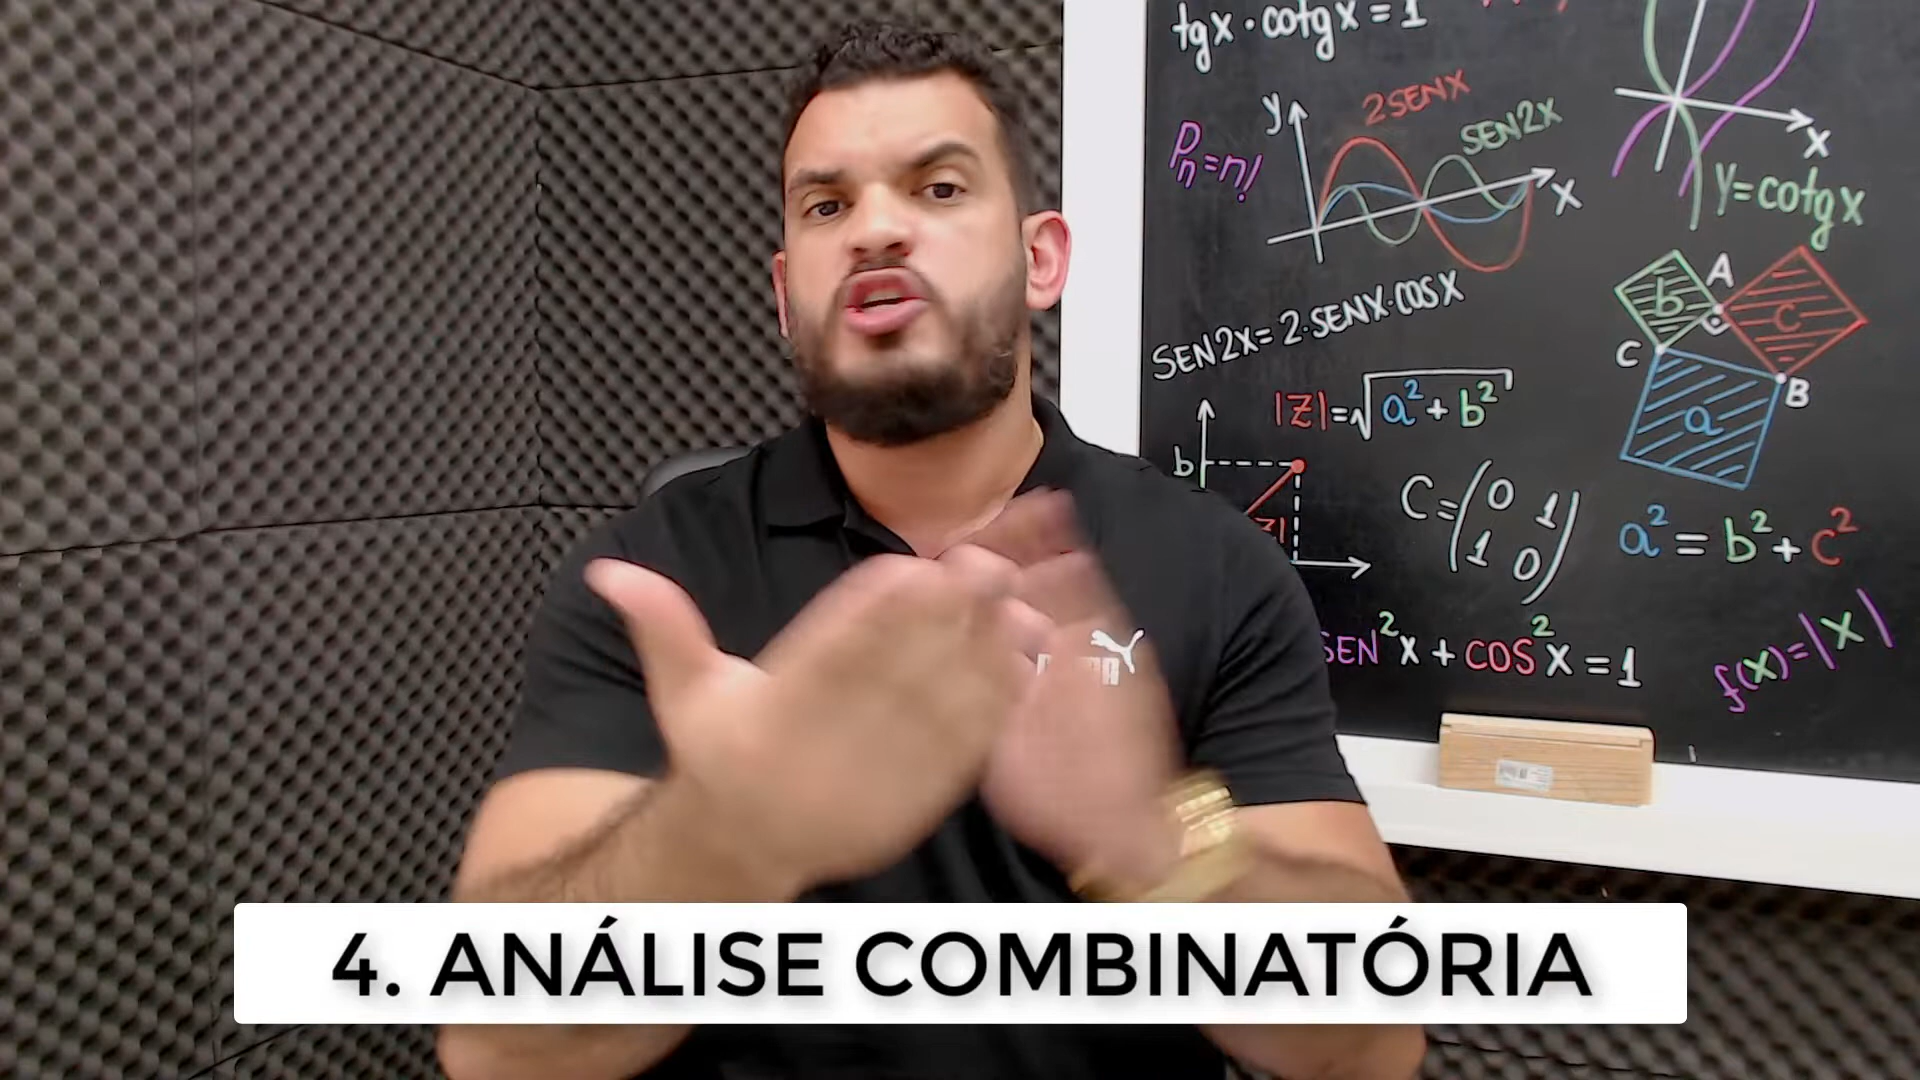 tgx·cotgx=1
Pn=n!
y
2SENX
SEN2X
X
X
Y=cotgx
SEN2X=2·SENX·COSX
A
b
c
C
B
a
|Z|=√a²+b²
b
C=(0 1
1 0)
a²=b²+c²
SEN²x+COS²x=1
f(x)=|X|
4. ANÁLISE COMBINATÓRIA